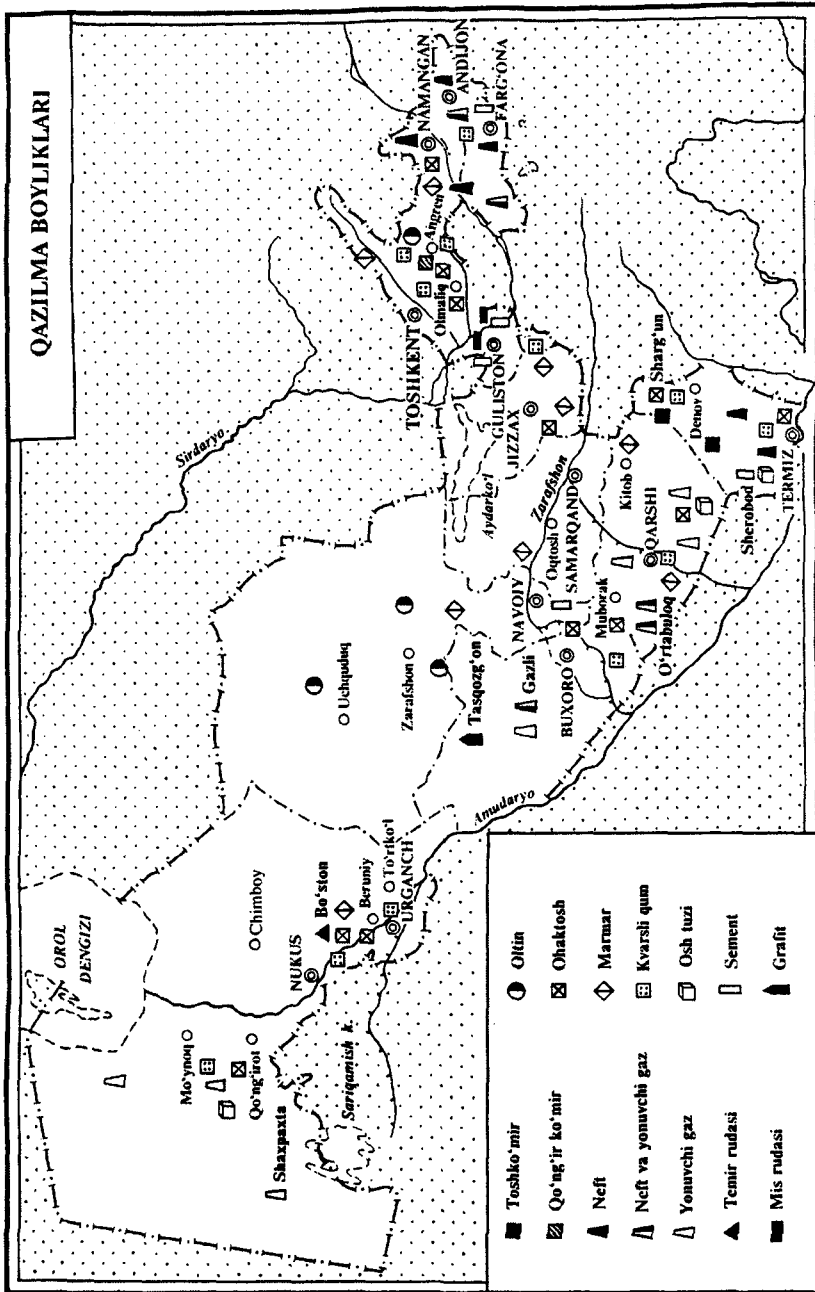 QAZILMA BOYLIKLARI
OROL
DENGIZI
Mo‘ynoq
Qo‘ng‘irot
Shaxpaxta
Sariqamish k.
Chimboy
NUKUS
Bo‘ston
Beruniy
To‘rtko‘l
URGANCH
Amudaryo
Sirdaryo
Uchquduq
Zarafshon
Tasqozg‘on
Gazli
BUXORO
NAVOIY
Oqtosh
SAMARQAND
Zarafshon
Muborak
O‘rtabuloq
QARSHI
Kitob
Sharg‘un
Denov
Sherobod
TERMIZ
Aydarko‘l
JIZZAX
GULISTON
TOSHKENT
Olmaliq
Angren
NAMANGAN
ANDIJON
FARG‘ONA
Toshko‘mir
Qo‘ng‘ir ko‘mir
Neft
Neft va yonuvchi gaz
Yonuvchi gaz
Temir rudasi
Mis rudasi
Oltin
Ohaktosh
Marmar
Kvarsli qum
Osh tuzi
Sement
Grafit